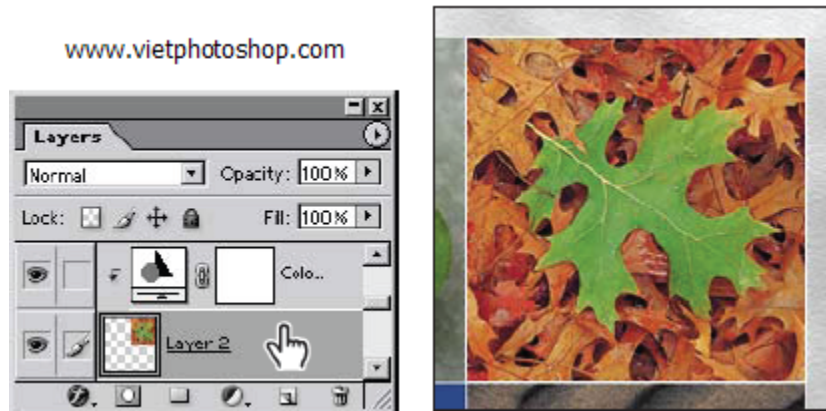 www.vietphotoshop.com
Layers
Normal Opacity: 100%
Lock: Fill: 100%
Colo...
Layer 2